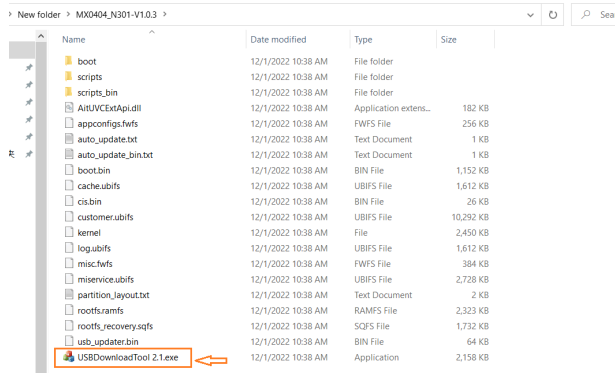 New folder > MX0404_N301-V1.0.3 > Sea
Name Date modified Type Size
boot 12/1/2022 10:38 AM File folder
scripts 12/1/2022 10:38 AM File folder
scripts_bin 12/1/2022 10:38 AM File folder
AitUVCExtApi.dll 12/1/2022 10:38 AM Application extens... 182 KB
appconfigs.fwfs 12/1/2022 10:38 AM FWFS File 256 KB
auto_update.txt 12/1/2022 10:38 AM Text Document 1 KB
auto_update_bin.txt 12/1/2022 10:38 AM Text Document 1 KB
boot.bin 12/1/2022 10:38 AM BIN File 1,152 KB
cache.ubifs 12/1/2022 10:38 AM UBIFS File 1,612 KB
cis.bin 12/1/2022 10:38 AM BIN File 26 KB
customer.ubifs 12/1/2022 10:38 AM UBIFS File 10,292 KB
kernel 12/1/2022 10:38 AM File 2,450 KB
log.ubifs 12/1/2022 10:38 AM UBIFS File 1,612 KB
misc.fwfs 12/1/2022 10:38 AM FWFS File 384 KB
miservice.ubifs 12/1/2022 10:38 AM UBIFS File 2,728 KB
partition_layout.txt 12/1/2022 10:38 AM Text Document 2 KB
rootfs.ramfs 12/1/2022 10:38 AM RAMFS File 2,323 KB
rootfs_recovery.sqfs 12/1/2022 10:38 AM SQFS File 1,732 KB
usb_updater.bin 12/1/2022 10:38 AM BIN File 64 KB
USBDownloadTool 2.1.exe 12/1/2022 10:38 AM Application 2,158 KB